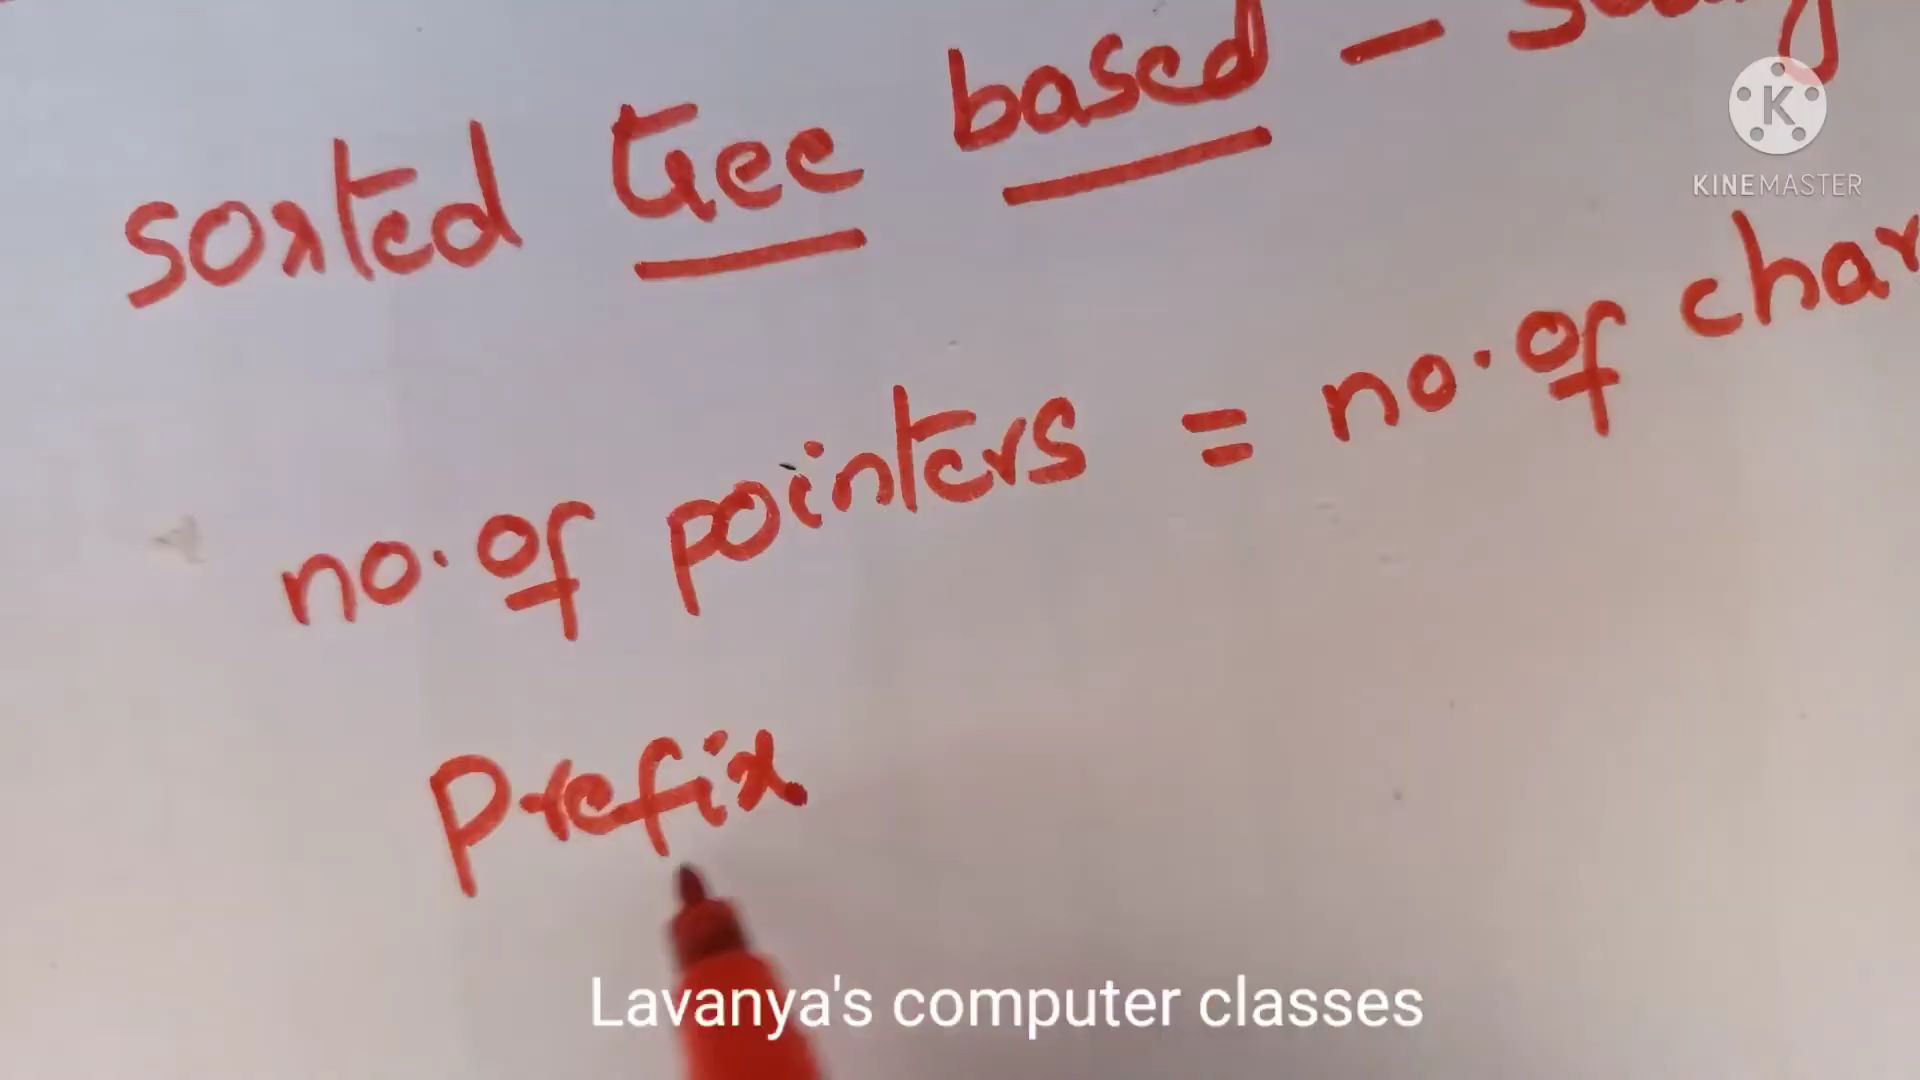 sorted tree based -
no. of pointers = no. of char
Prefix
KINEMASTER
Lavanya's computer classes